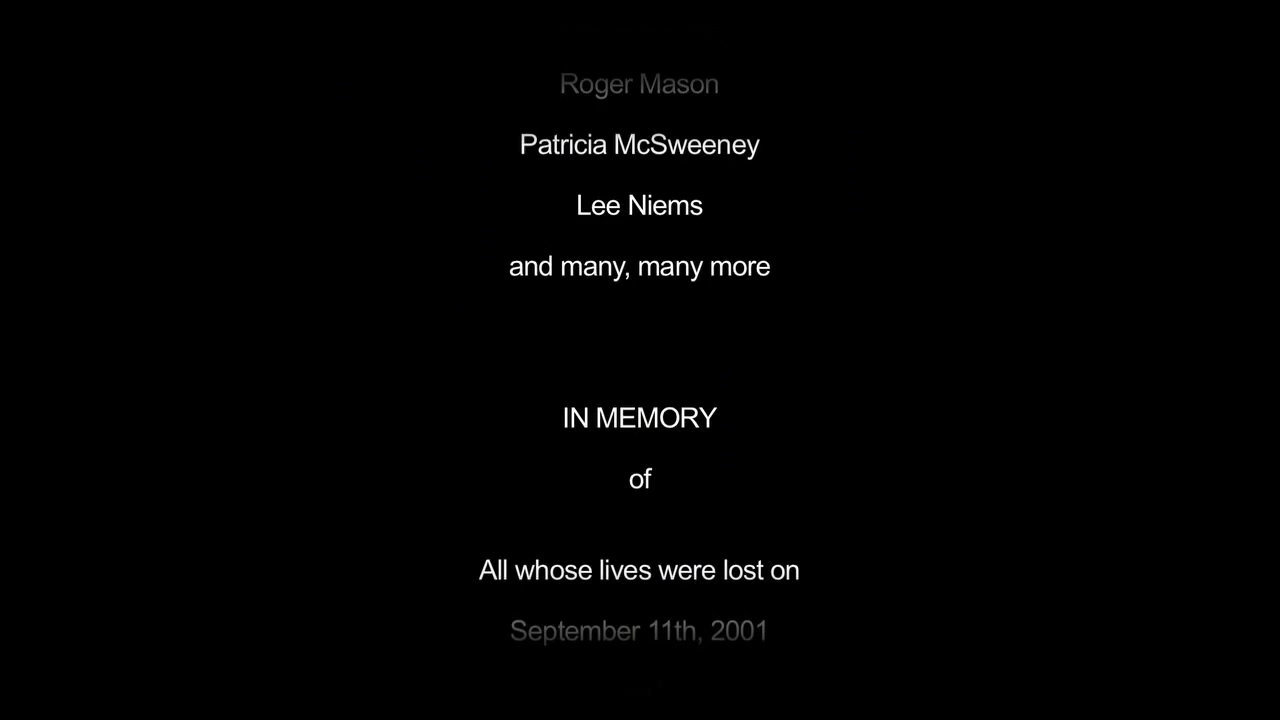 Roger Mason
Patricia McSweeney
Lee Niems
and many, many more
IN MEMORY
of
All whose lives were lost on
September 11th, 2001